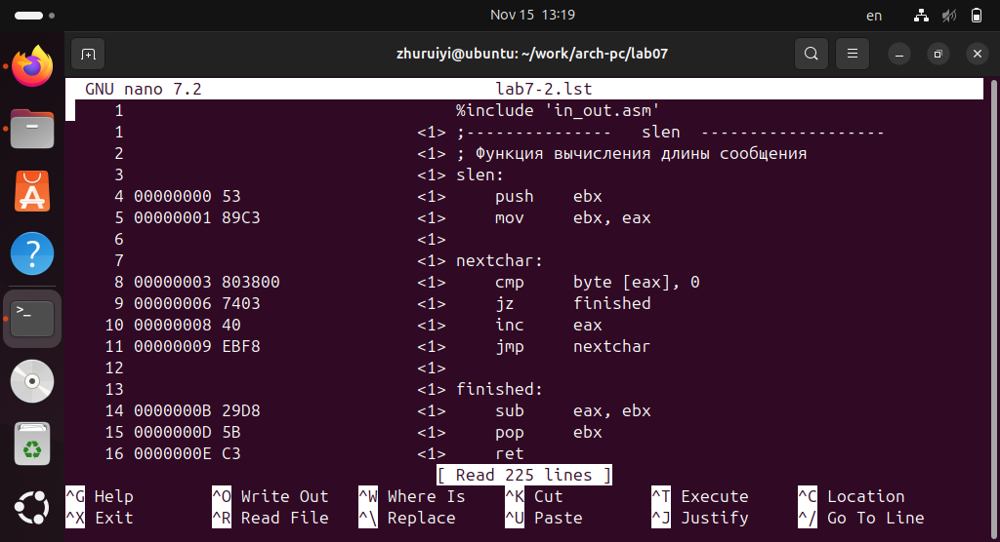 Nov 15 13:19
en
zhuruiyi@ubuntu: ~/work/arch-pc/lab07
GNU nano 7.2 lab7-2.lst
1 %include 'in_out.asm'
1 <1> ;--------------- slen -------------------
2 <1> ; Функция вычисления длины сообщения
3 <1> slen:
4 00000000 53 <1> push ebx
5 00000001 89C3 <1> mov ebx, eax
6 <1>
7 <1> nextchar:
8 00000003 803800 <1> cmp byte [eax], 0
9 00000006 7403 <1> jz finished
10 00000008 40 <1> inc eax
11 00000009 EBF8 <1> jmp nextchar
12 <1>
13 <1> finished:
14 0000000B 29D8 <1> sub eax, ebx
15 0000000D 5B <1> pop ebx
16 0000000E C3 <1> ret
[ Read 225 lines ]
^G Help ^O Write Out ^W Where Is ^K Cut ^T Execute ^C Location
^X Exit ^R Read File ^\ Replace ^U Paste ^J Justify ^/ Go To Line